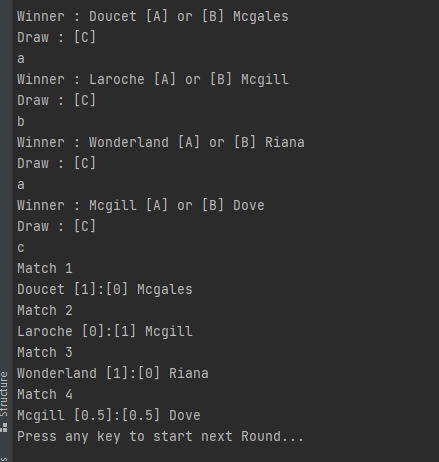 Winner : Doucet [A] or [B] Mcgales
Draw : [C]
a
Winner : Laroche [A] or [B] Mcgill
Draw : [C]
b
Winner : Wonderland [A] or [B] Riana
Draw : [C]
a
Winner : Mcgill [A] or [B] Dove
Draw : [C]
c
Match 1
Doucet [1]:[0] Mcgales
Match 2
Laroche [0]:[1] Mcgill
Match 3
Wonderland [1]:[0] Riana
Match 4
Mcgill [0.5]:[0.5] Dove
Press any key to start next Round...
Structure